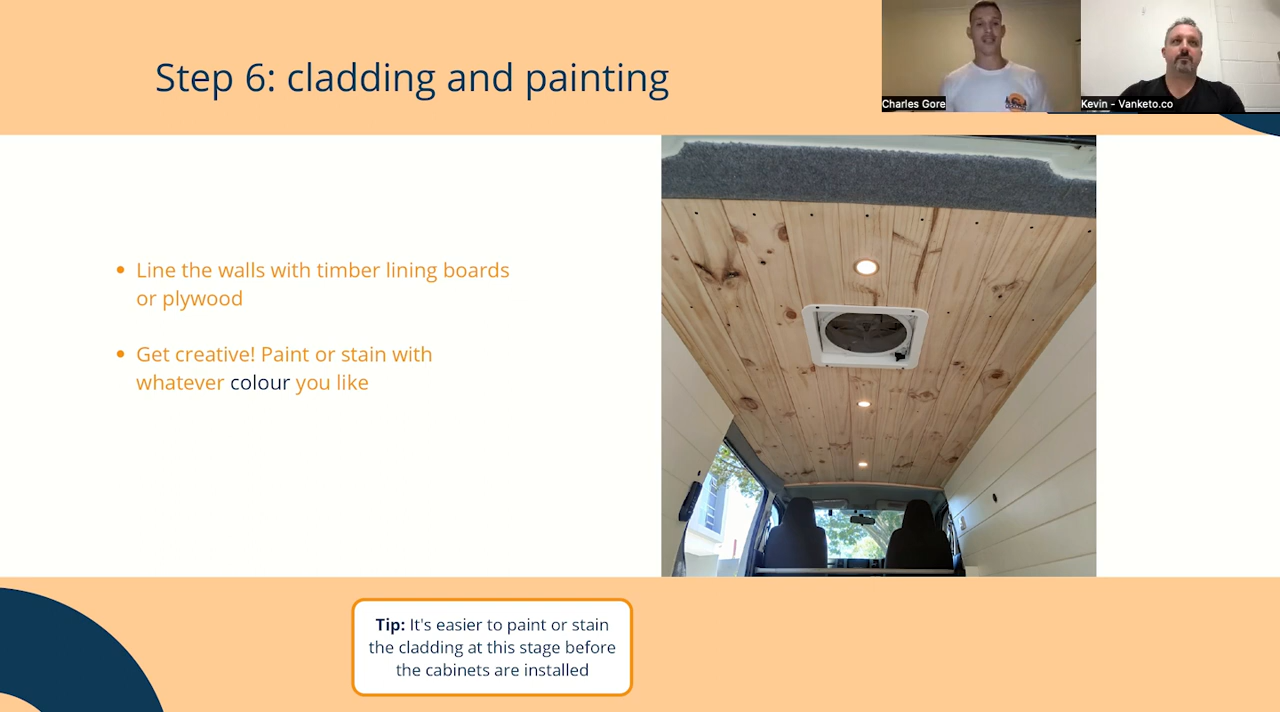 Step 6: cladding and painting
Charles Gore
Kevin - Vanketo.co
Line the walls with timber lining boards
or plywood
Get creative! Paint or stain with
whatever colour you like
Tip: It's easier to paint or stain
the cladding at this stage before
the cabinets are installed